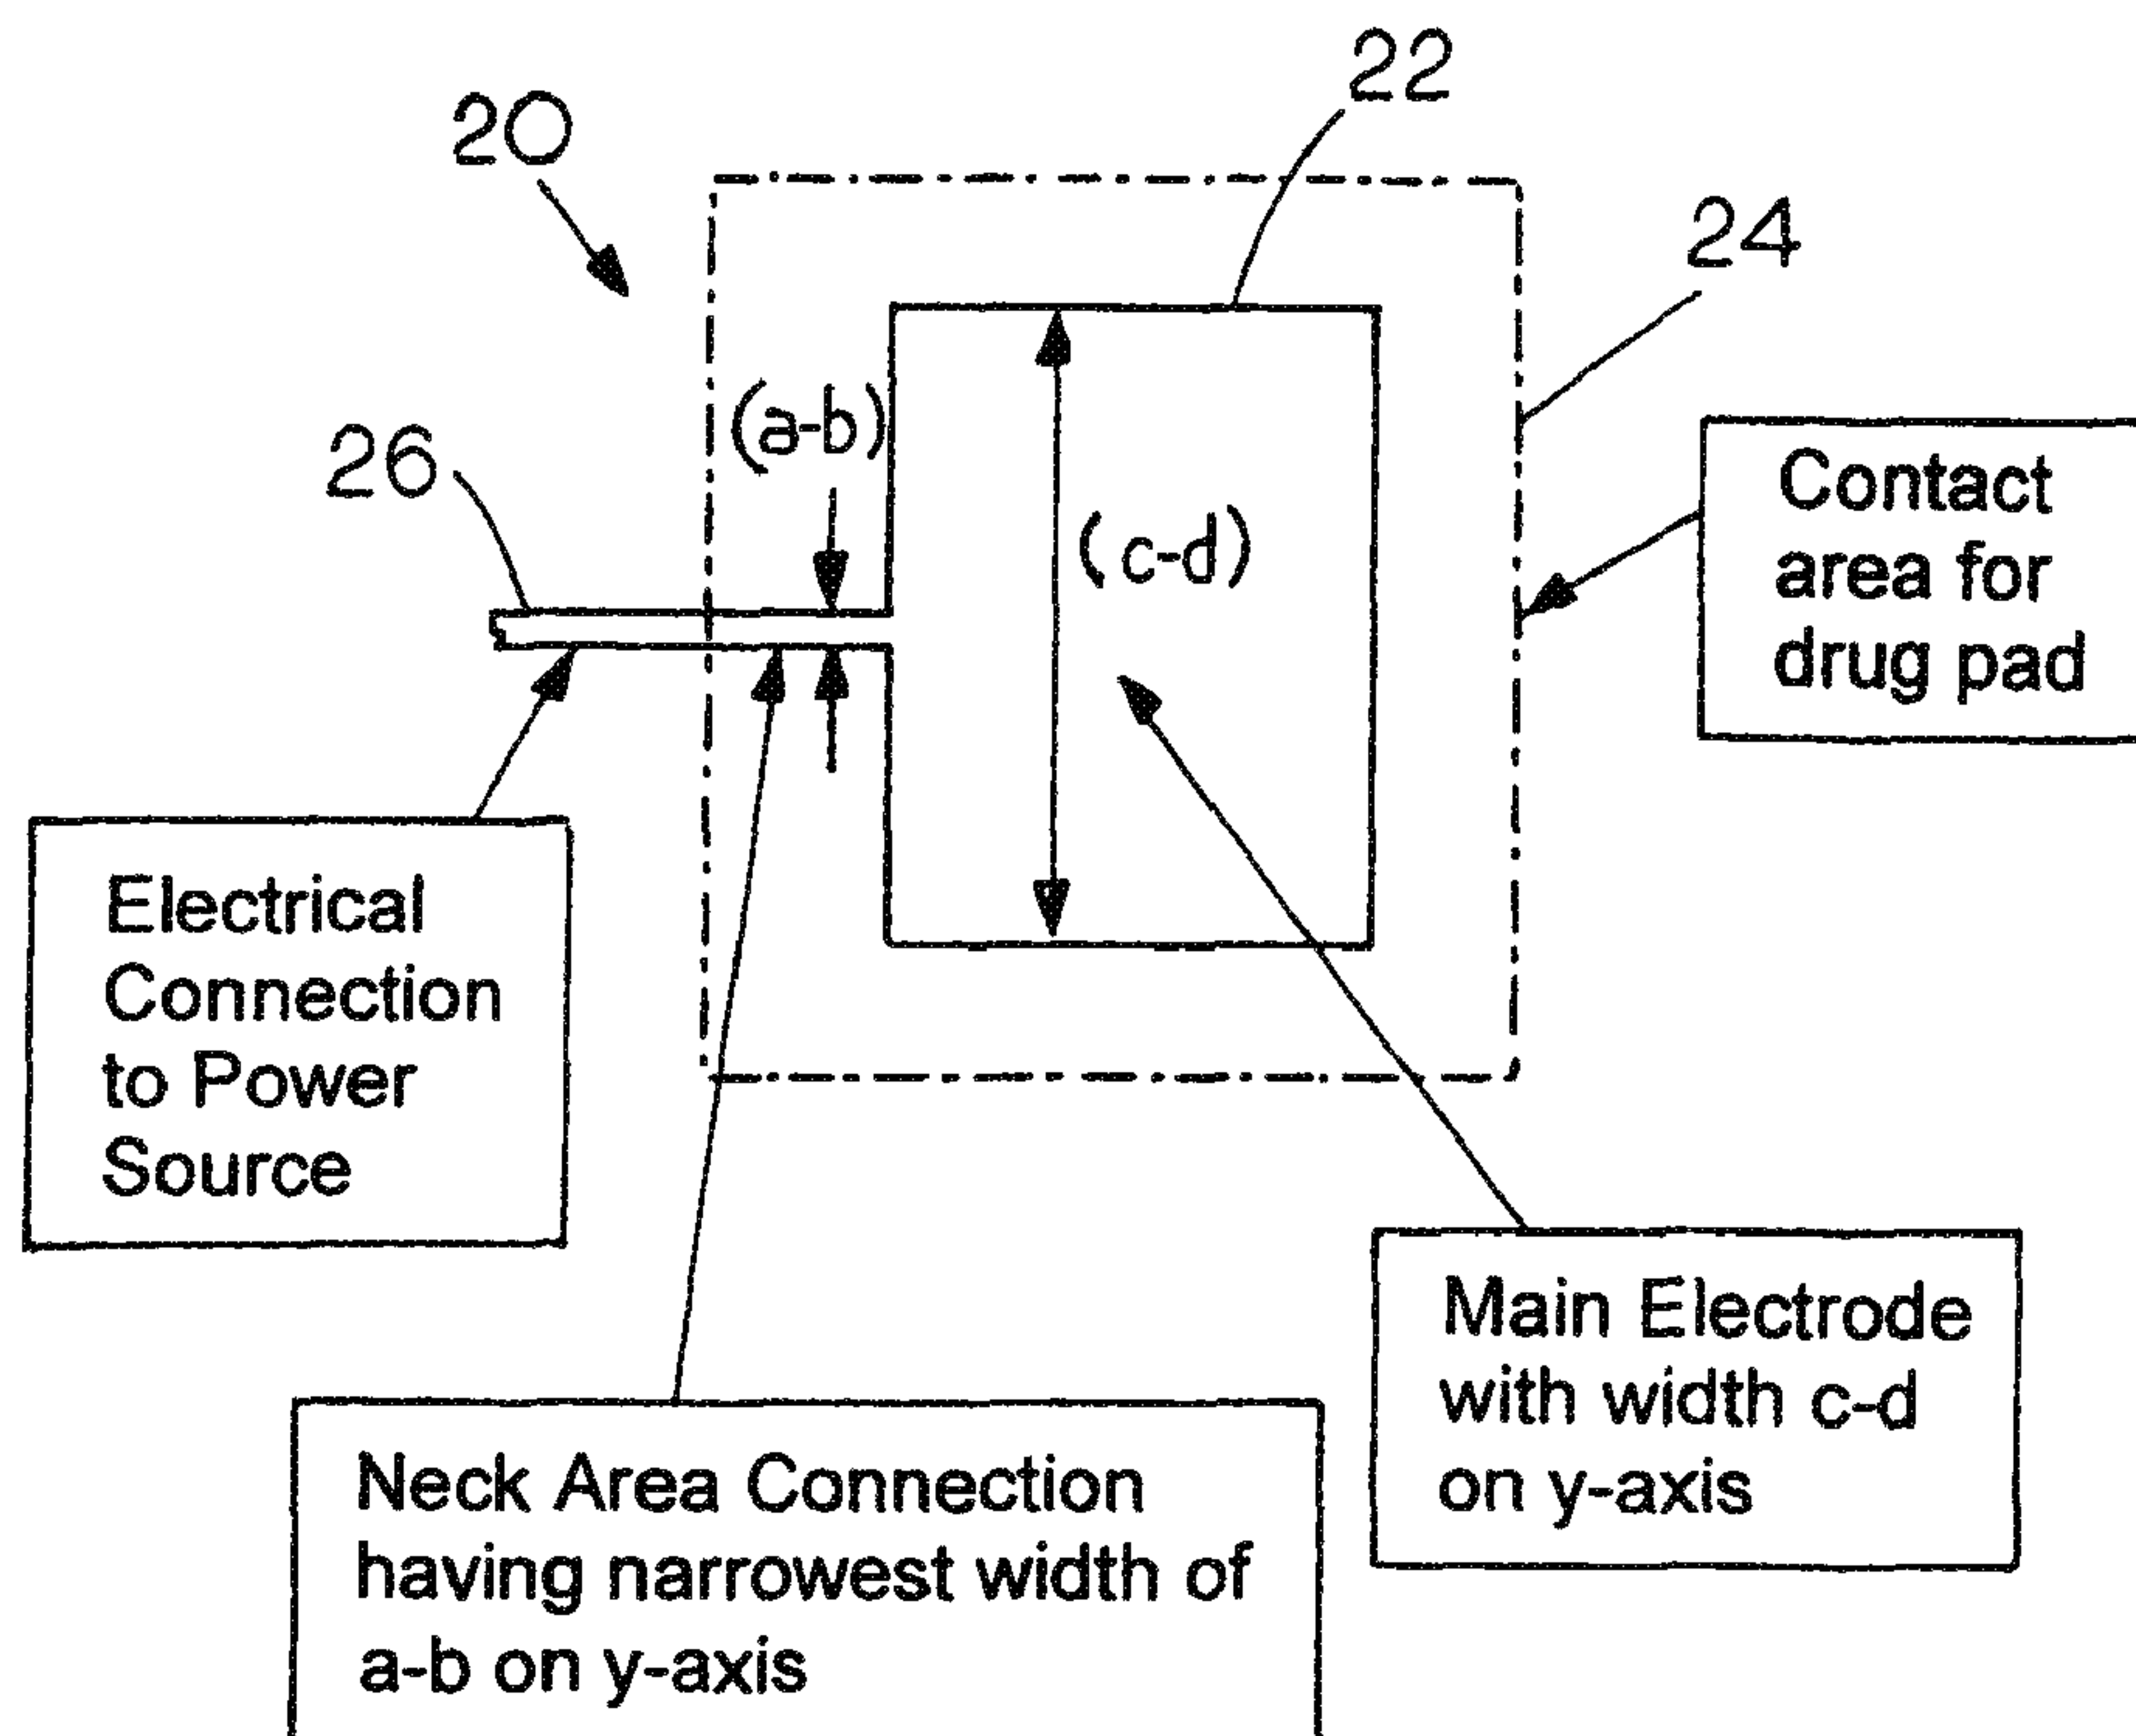 22
20
24
(a-b)
26
(c-d)
Contact
area for
drug pad
Electrical
Connection
to Power
Source
Main Electrode
with width c-d
on y-axis
Neck Area Connection
having narrowest width of
a-b on y-axis